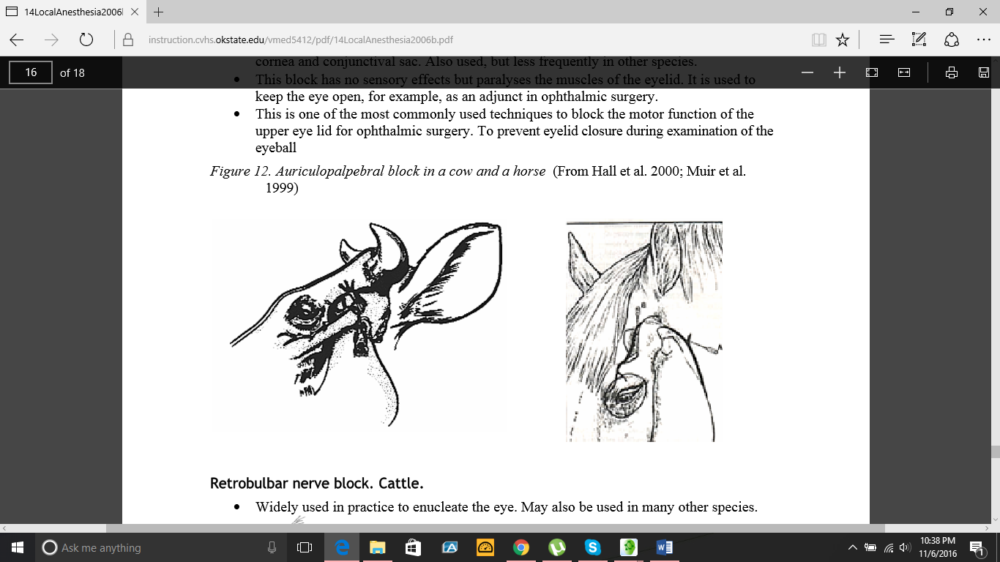 14LocalAnesthesia2006b
instruction.cvhs.okstate.edu/vmed5412/pdf/14LocalAnesthesia2006b.pdf
16 of 18
cornea and conjunctival sac. Also used, but less frequently in other species.
• This block has no sensory effects but paralyses the muscles of the eyelid. It is used to
keep the eye open, for example, as an adjunct in ophthalmic surgery.
• This is one of the most commonly used techniques to block the motor function of the
upper eye lid for ophthalmic surgery. To prevent eyelid closure during examination of the
eyeball
Figure 12. Auriculopalpebral block in a cow and a horse (From Hall et al. 2000; Muir et al.
1999)
Retrobulbar nerve block. Cattle.
• Widely used in practice to enucleate the eye. May also be used in many other species.
Ask me anything
10:38 PM
11/6/2016
1